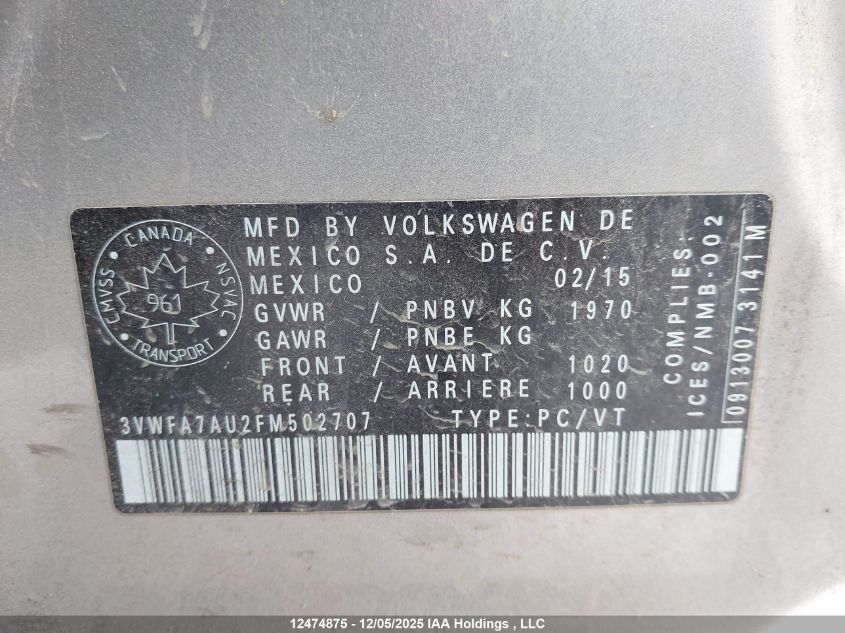 CMVSS CANADA NSVAC
961
TRANSPORT
MFD BY VOLKSWAGEN DE
MEXICO S.A. DE C.V.
MEXICO 02/15
GVWR / PNBV KG 1970
GAWR / PNBE KG
FRONT / AVANT 1020
REAR / ARRIERE 1000
3VWFA7AU2FM502707 TYPE:PC/VT
COMPLIES:
ICES/NMB-002
0913007 3141 M
12474875 - 12/05/2025 IAA Holdings , LLC